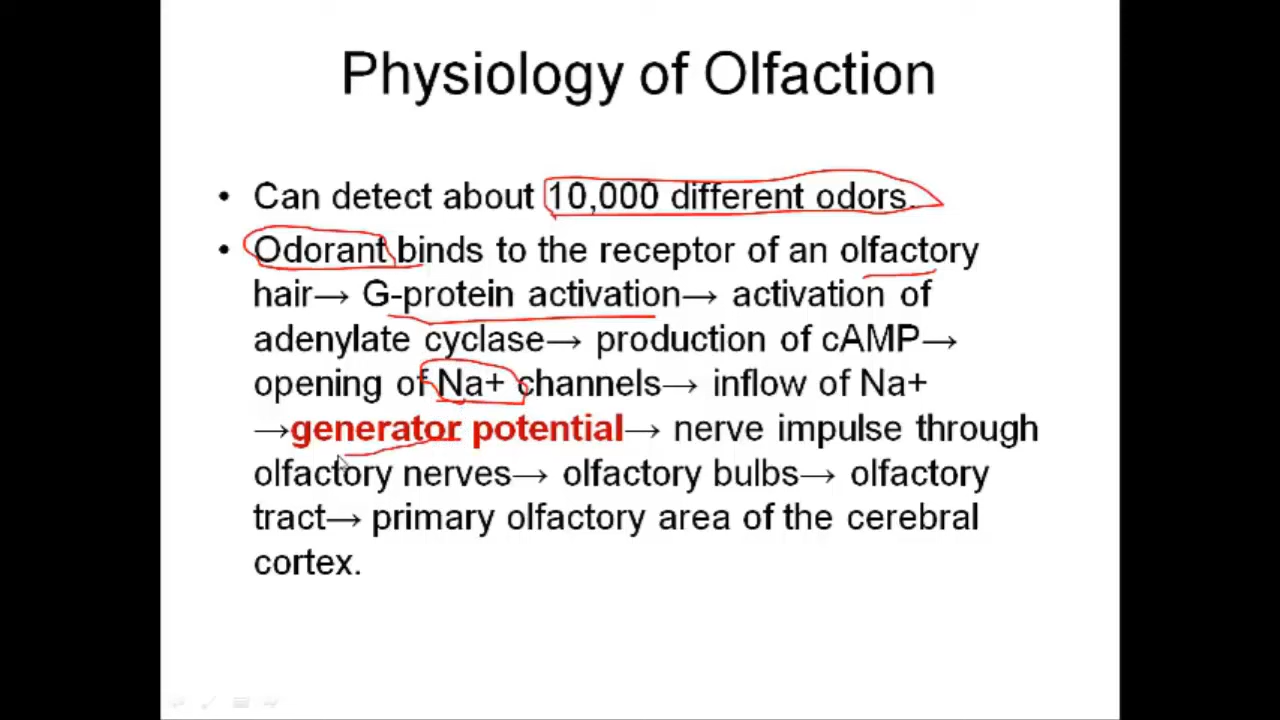 Physiology of Olfaction
• Can detect about 10,000 different odors.
• Odorant binds to the receptor of an olfactory
hair→ G-protein activation→ activation of
adenylate cyclase→ production of cAMP→
opening of Na+ channels→ inflow of Na+
→generator potential→ nerve impulse through
olfactory nerves→ olfactory bulbs→ olfactory
tract→ primary olfactory area of the cerebral
cortex.